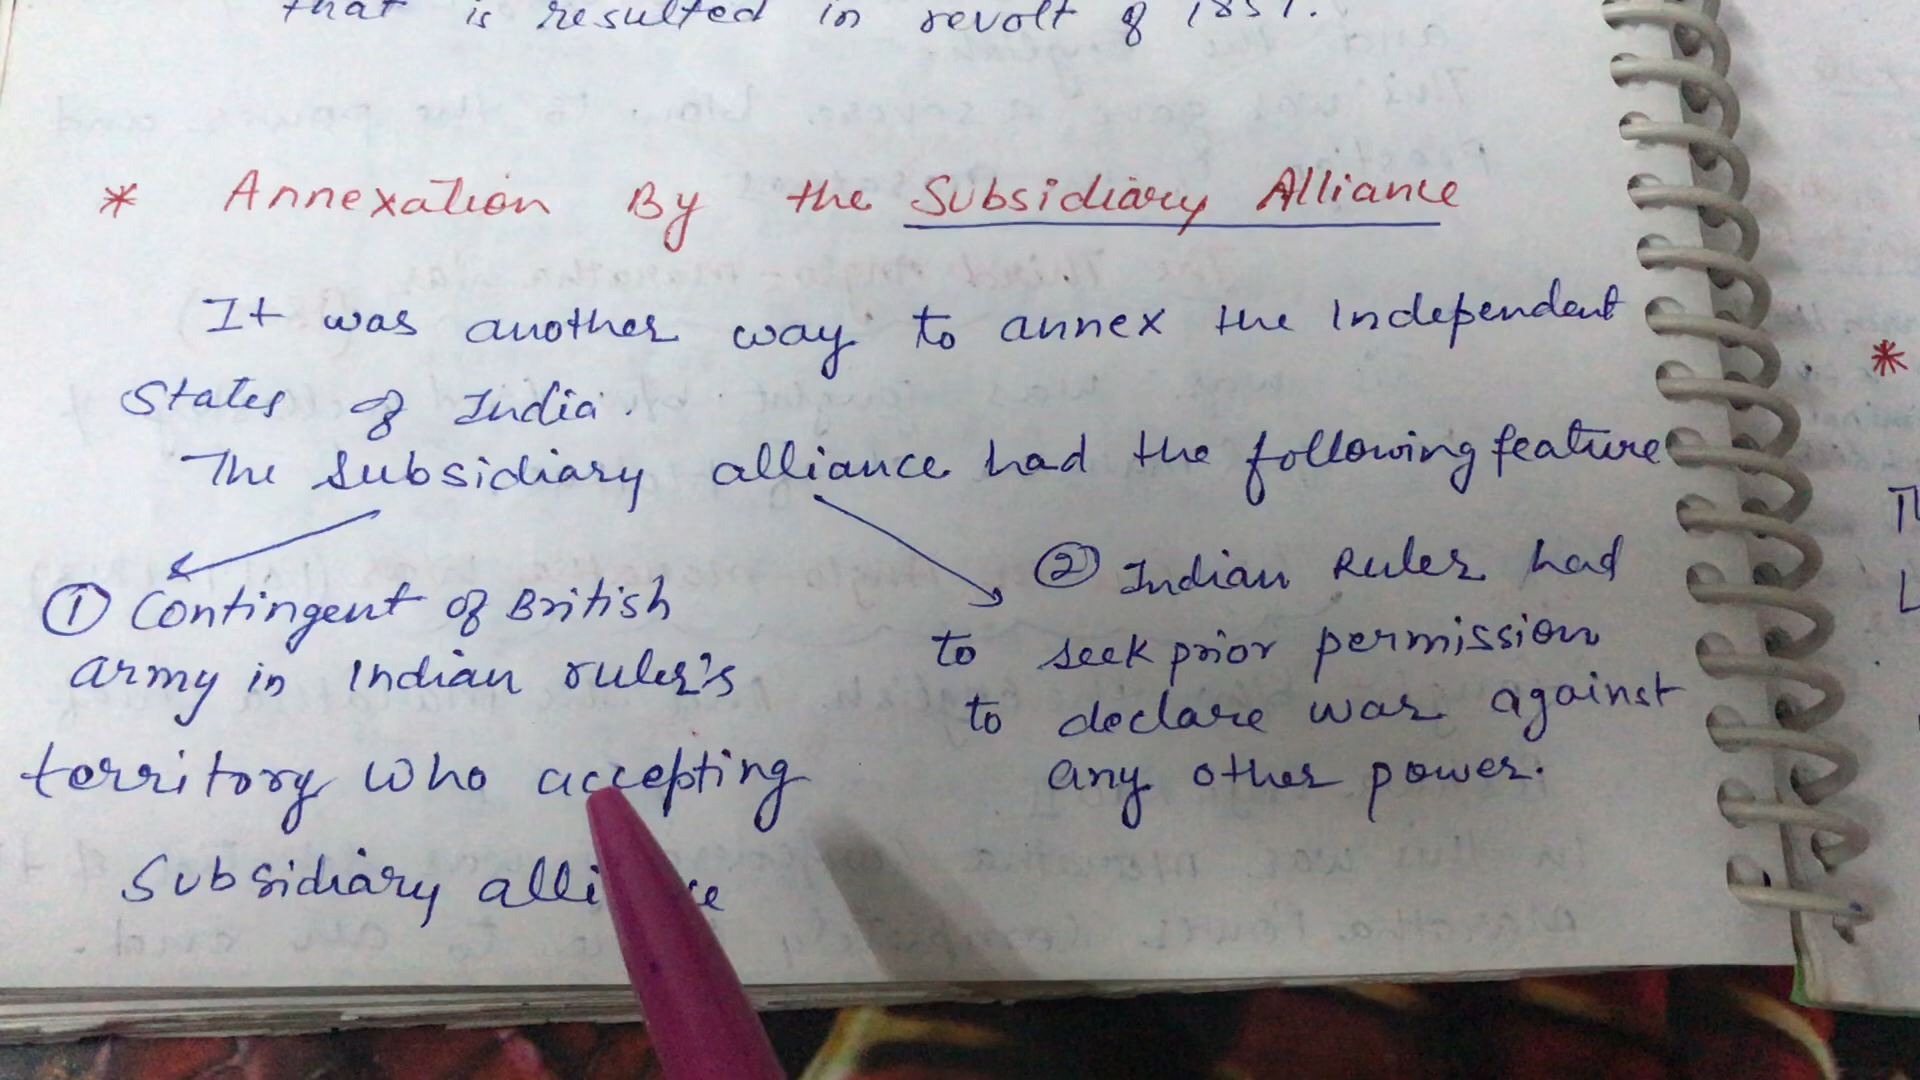 that is resulted in revolt of 1857.
* Annexation By the Subsidiary Alliance
It was another way to annex the Independent
States of India.
The Subsidiary alliance had the following feature
① Contingent of British
army in Indian ruler's
territory who accepting
Subsidiary alliance
② Indian Ruler had
to seek prior permission
to declare war against
any other power.
*